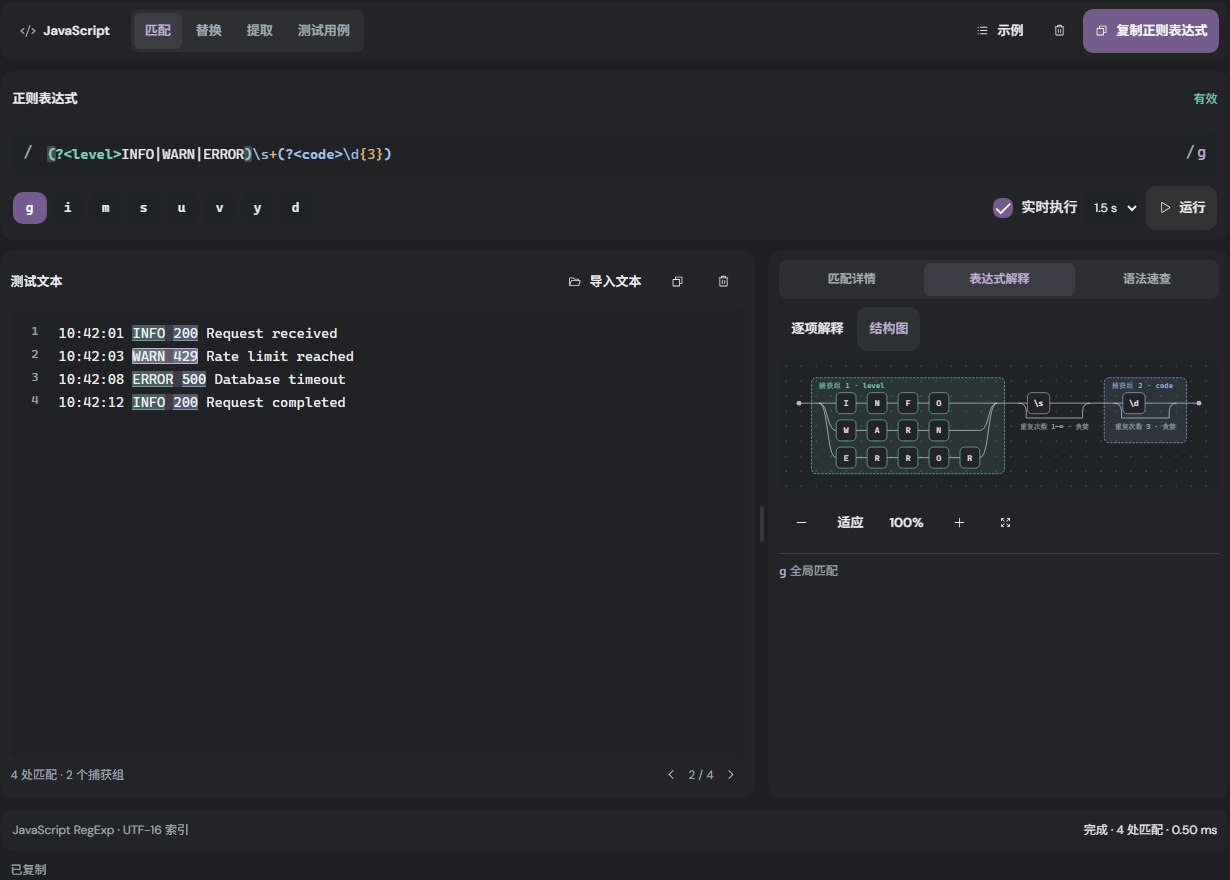 </> JavaScript 匹配 替换 提取 测试用例 示例 复制正则表达式
正则表达式 有效
/ (?<level>INFO|WARN|ERROR)\s+(?<code>\d{3}) /g
g i m s u v y d 实时执行 1.5 s 运行
测试文本 导入文本
1 10:42:01 INFO 200 Request received
2 10:42:03 WARN 429 Rate limit reached
3 10:42:08 ERROR 500 Database timeout
4 10:42:12 INFO 200 Request completed
4 处匹配 · 2 个捕获组 2 / 4
匹配详情 表达式解释 语法速查
逐项解释 结构图
捕获组 1 · level 捕获组 2 · code
I N F O \s \d
重复次数 1–∞ · 贪婪 重复次数 3 · 贪婪
W A R N
E R R O R
− 适应 100% +
g 全局匹配
JavaScript RegExp · UTF-16 索引 完成 · 4 处匹配 · 0.50 ms
已复制